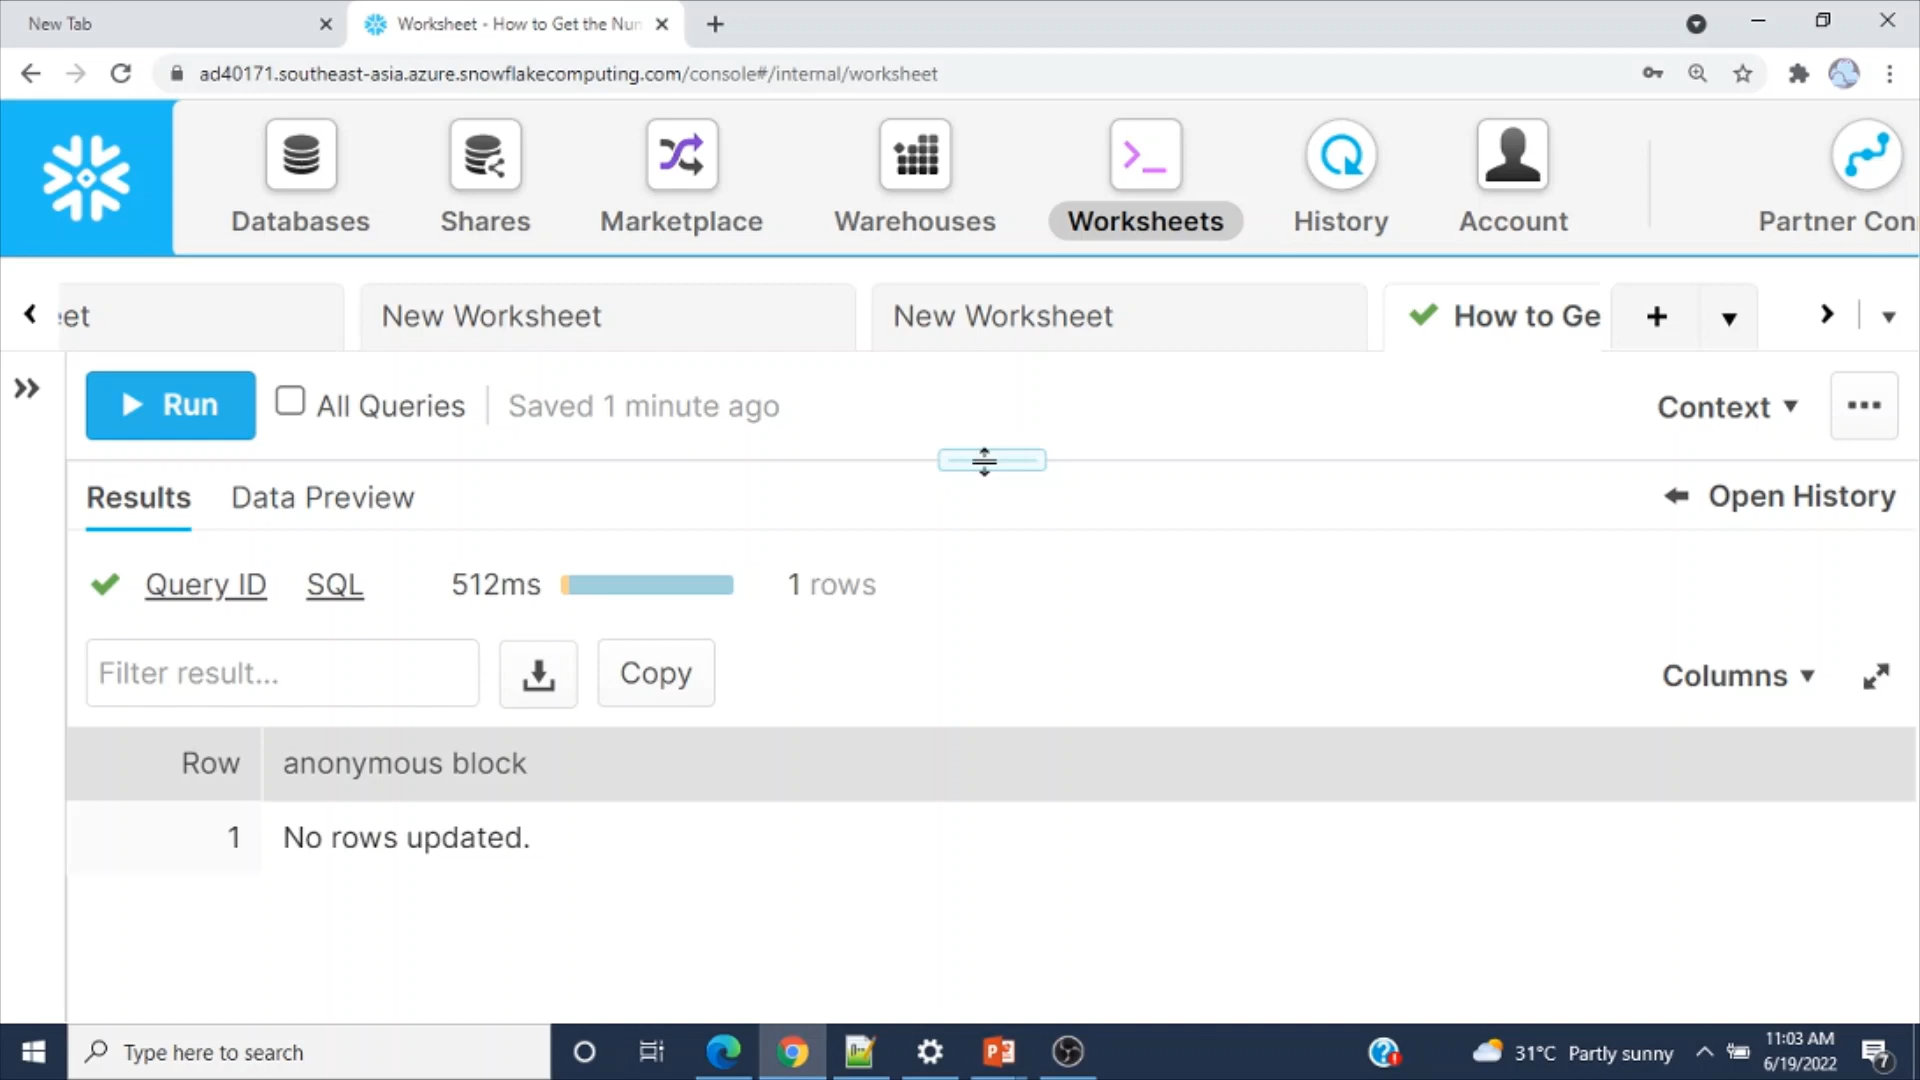 New Tab
Worksheet - How to Get the Nun
ad40171.southeast-asia.azure.snowflakecomputing.com/console#/internal/worksheet
Databases
Shares
Marketplace
Warehouses
Worksheets
History
Account
Partner Con
eet
New Worksheet
New Worksheet
How to Ge
Run
All Queries
Saved 1 minute ago
Context
Results
Data Preview
Open History
Query ID
SQL
512ms
1 rows
Filter result...
Copy
Columns
Row
anonymous block
1
No rows updated.
Type here to search
31°C Partly sunny
11:03 AM
6/19/2022
7